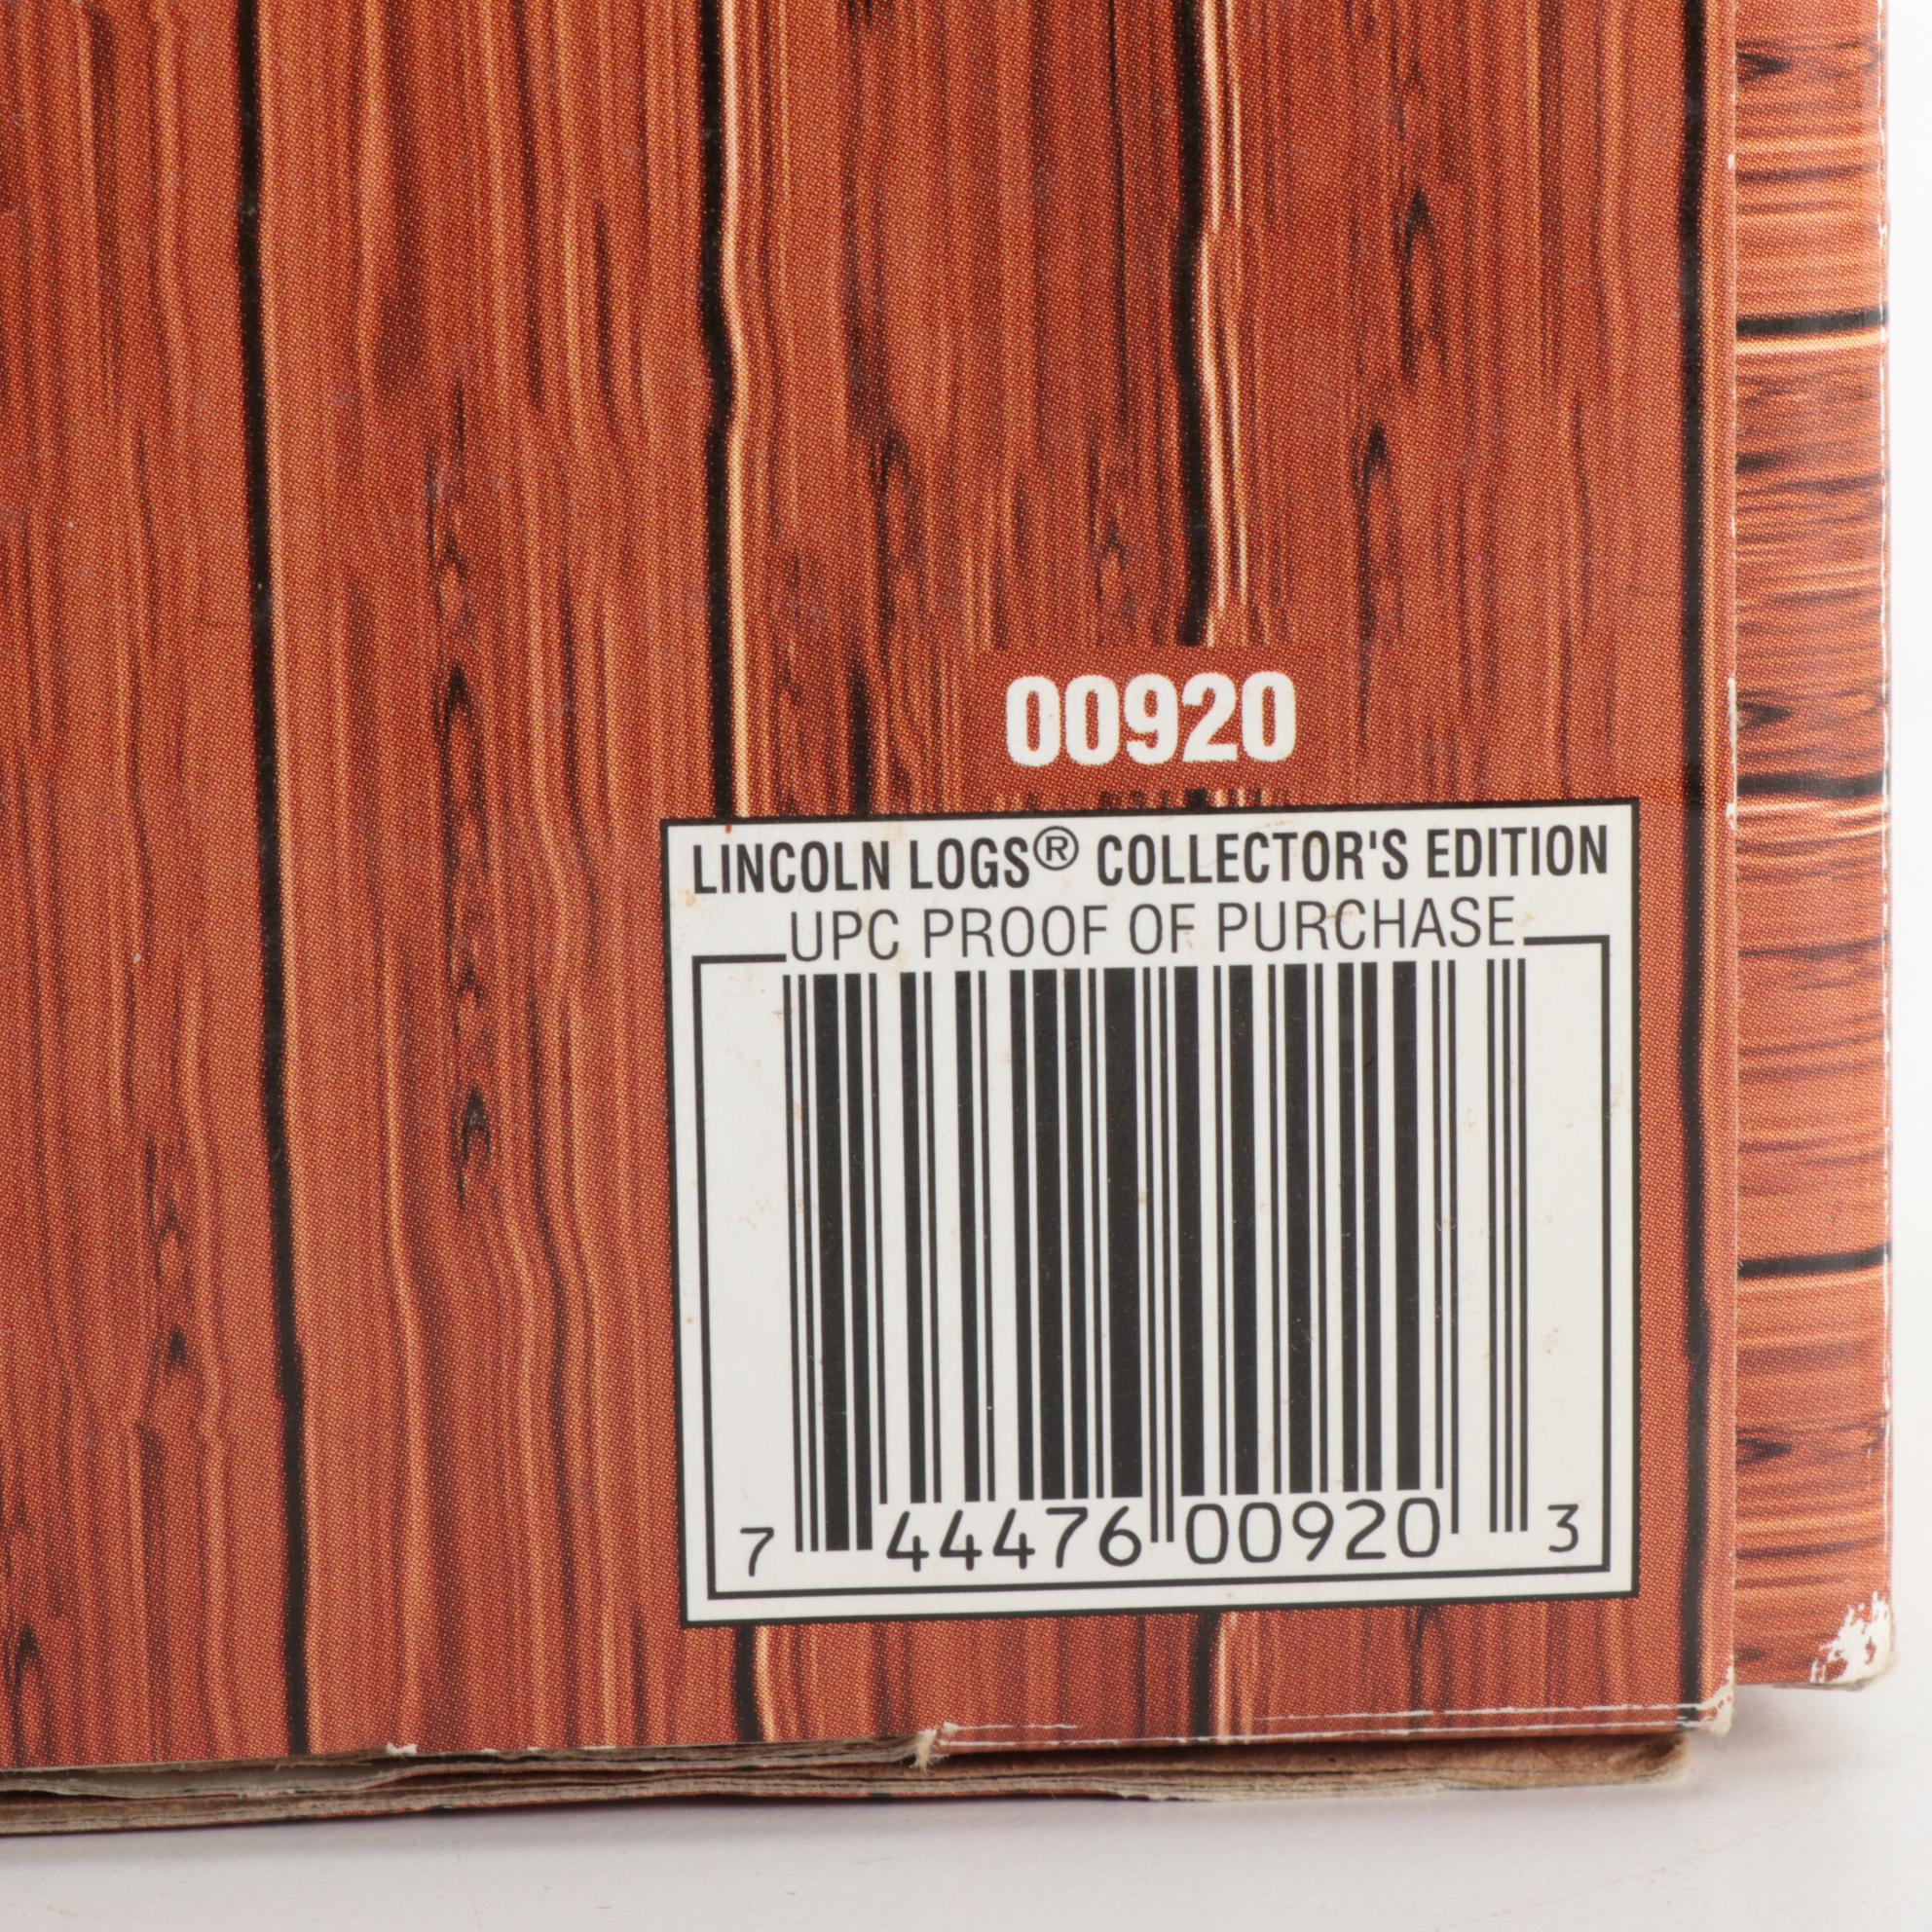 00920
LINCOLN LOGS® COLLECTOR'S EDITION
UPC PROOF OF PURCHASE
7 44476 00920 3